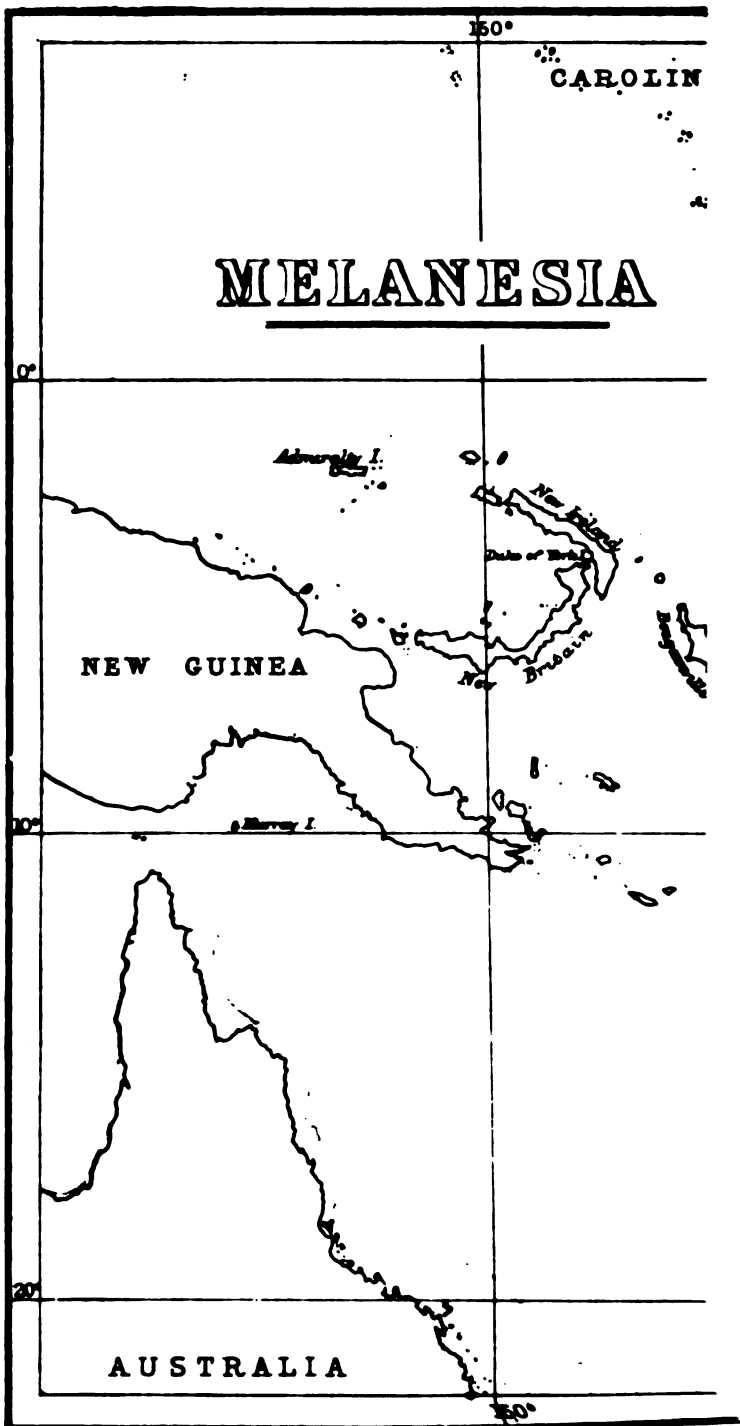 150°
CAROLIN
MELANESIA
0°
Admiralty I.
New Ireland
Duke of York I
NEW GUINEA
New Britain
10°
Murray I.
20°
AUSTRALIA
150°